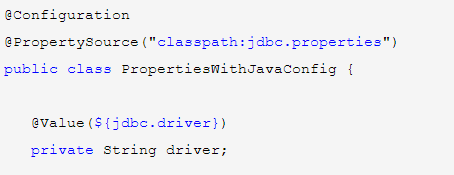 @Configuration
@PropertySource("classpath:jdbc.properties")
public class PropertiesWithJavaConfig {
@Value(${jdbc.driver})
private String driver;